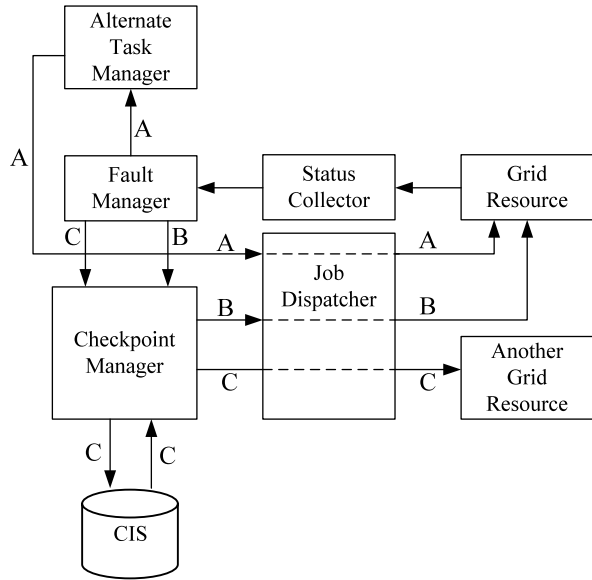 Alternate
Task
Manager
A
A
Fault
Manager
Status
Collector
Grid
Resource
C
B
A
A
Job
Dispatcher
B
B
Checkpoint
Manager
C
C
Another
Grid
Resource
C
C
CIS